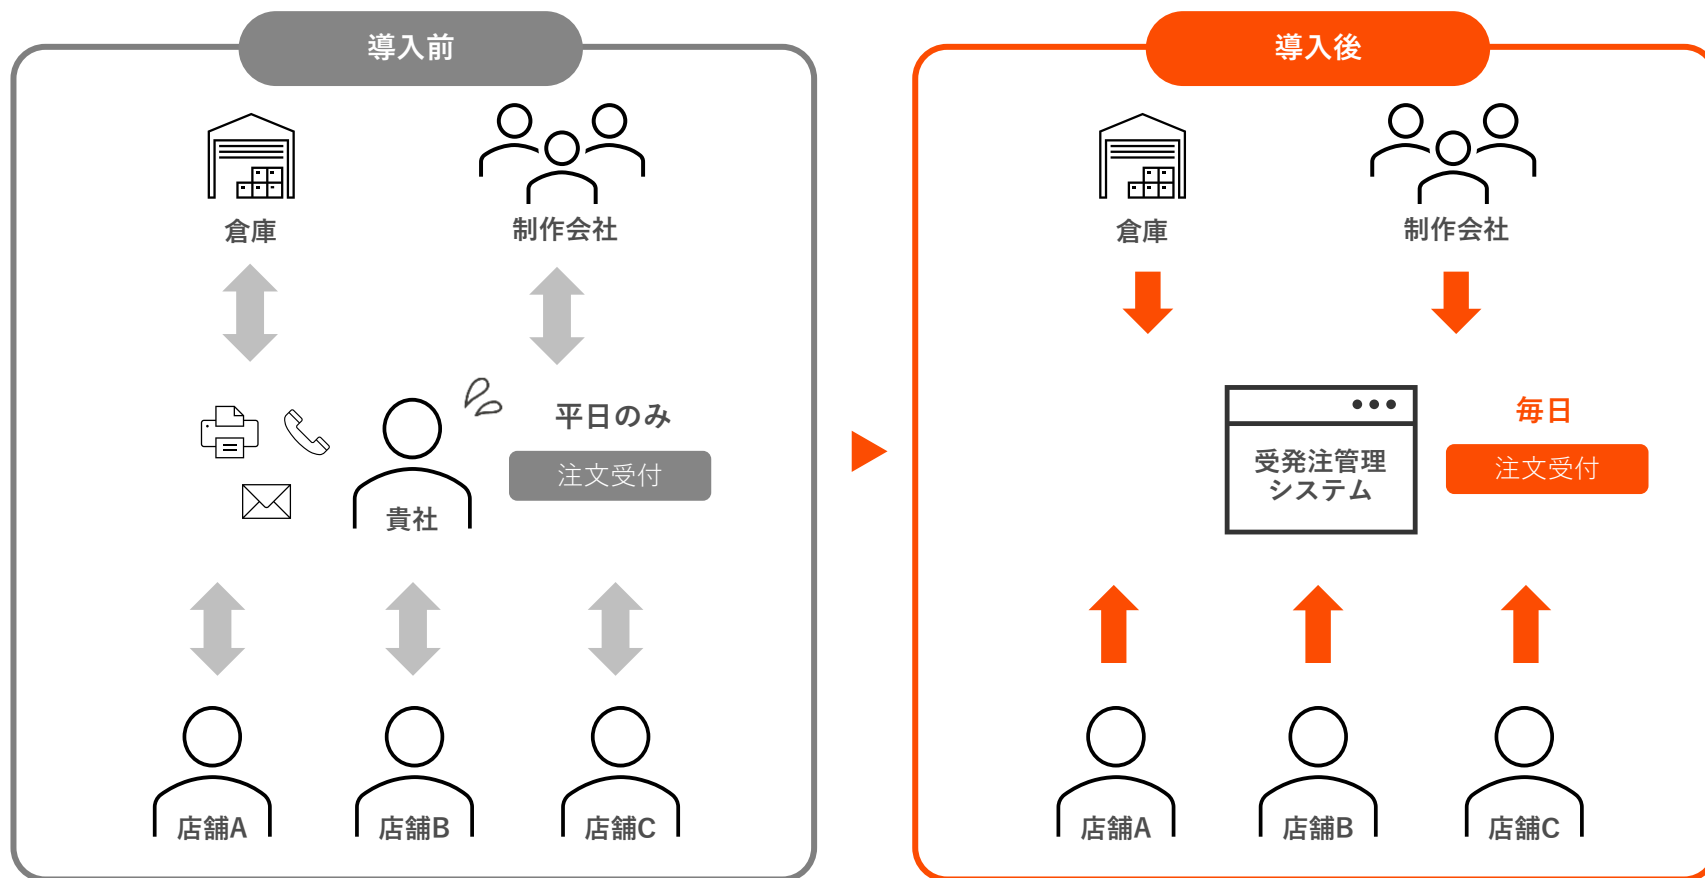 導入前
倉庫
制作会社
平日のみ
注文受付
貴社
店舗A
店舗B
店舗C
導入後
倉庫
制作会社
受発注管理
システム
毎日
注文受付
店舗A
店舗B
店舗C